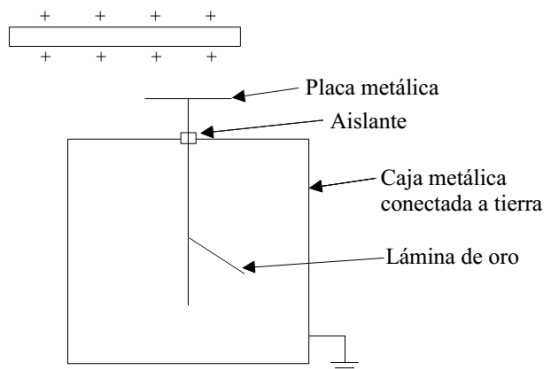 + + + +
+ + + +
Placa metálica
Aislante
Caja metálica
conectada a tierra
Lámina de oro